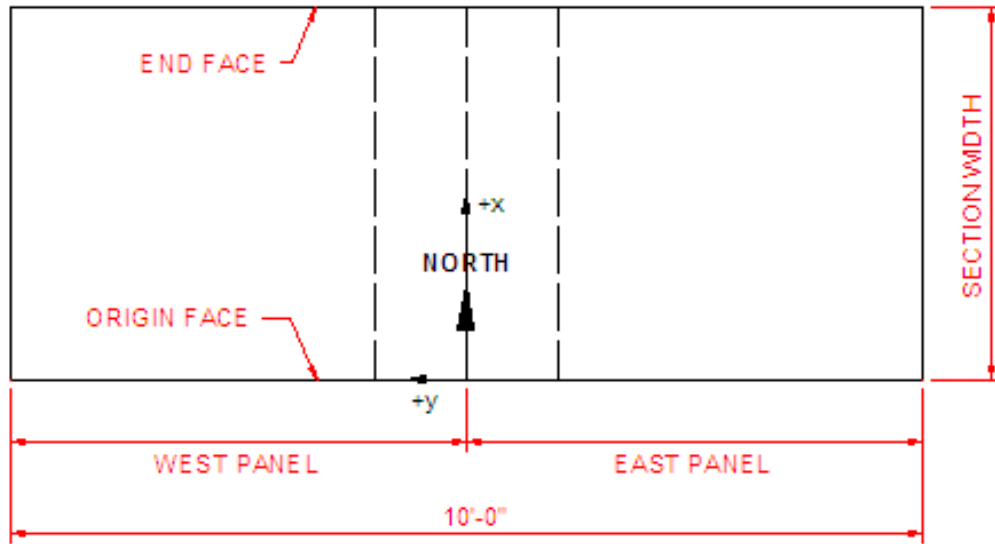 END FACE
+x
NORTH
SECTION WIDTH
ORIGIN FACE
+y
WEST PANEL
EAST PANEL
10'-0"